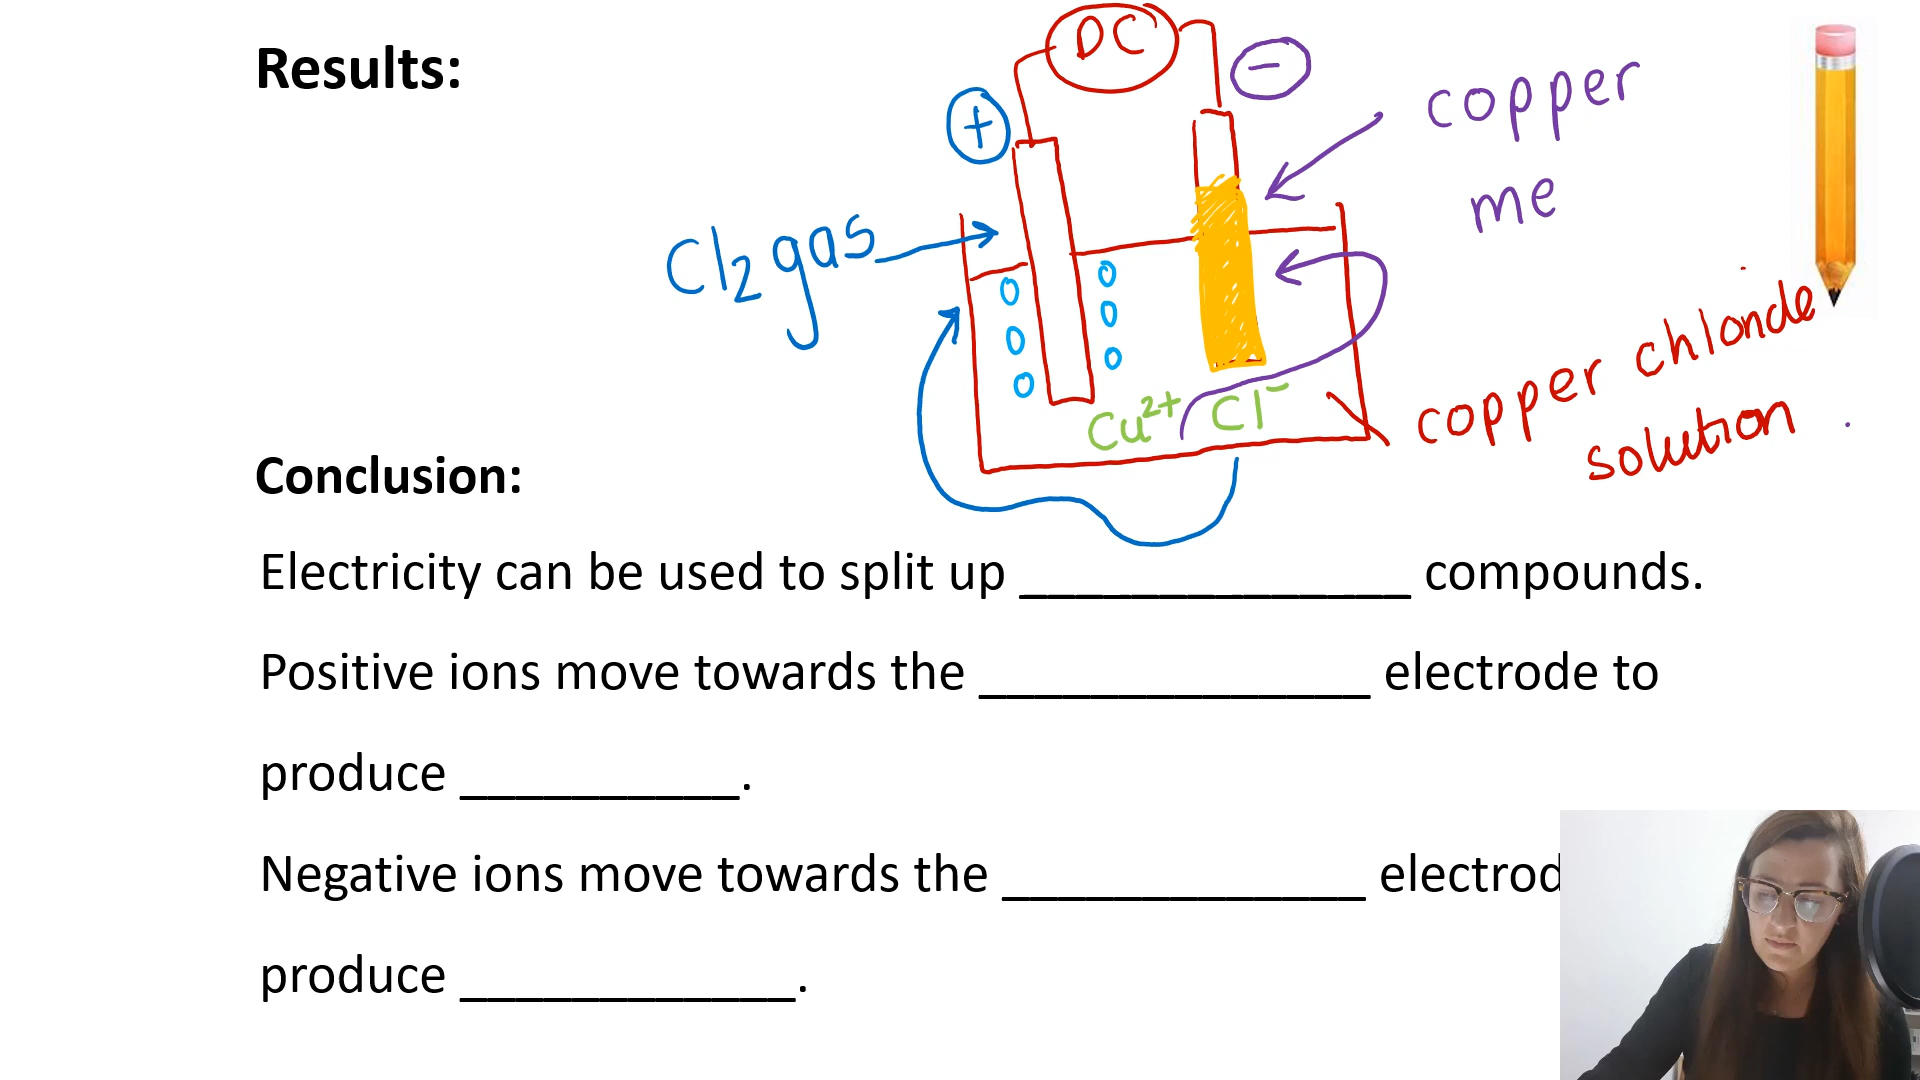 Results:
DC
+
−
copper
me
Cl₂ gas
Cu²⁺ Cl⁻
copper chloride
solution
Conclusion:
Electricity can be used to split up ______________ compounds.
Positive ions move towards the ______________ electrode to
produce __________.
Negative ions move towards the _____________ electrod
produce ____________.